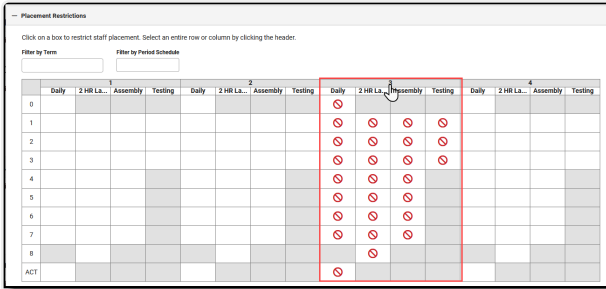 − Placement Restrictions
Click on a box to restrict staff placement. Select an entire row or column by clicking the header.
Filter by Term Filter by Period Schedule
1 2 3 4
Daily 2 HR La... Assembly Testing Daily 2 HR La... Assembly Testing Daily 2 HR La... Assembly Testing Daily 2 HR La... Assembly Testing
0
1
2
3
4
5
6
7
8
ACT